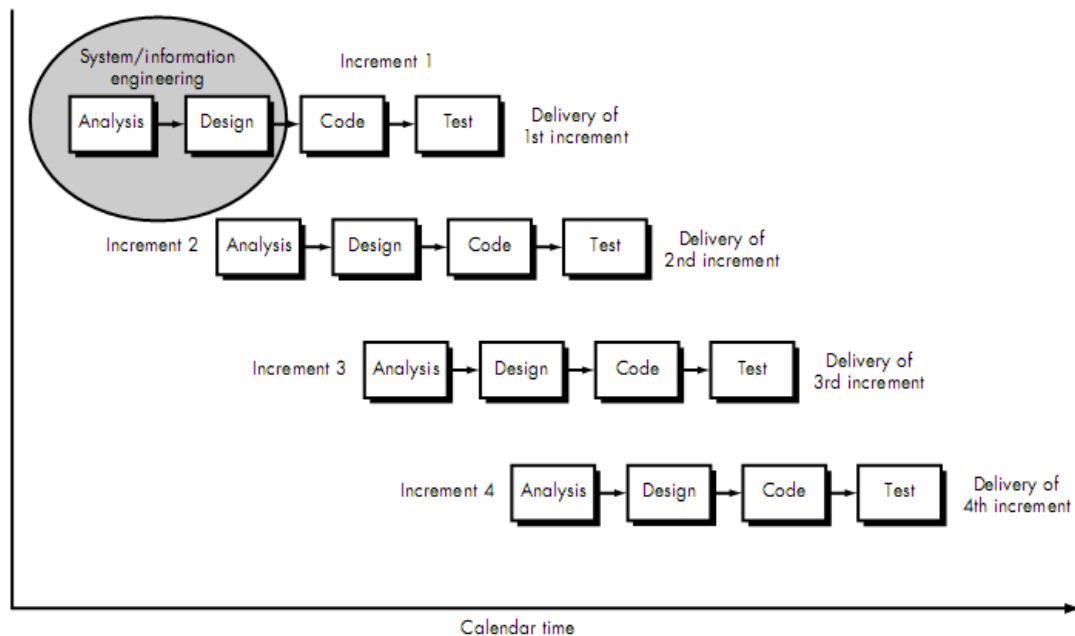 System/information
engineering
Increment 1
Analysis
Design
Code
Test
Delivery of
1st increment
Increment 2
Analysis
Design
Code
Test
Delivery of
2nd increment
Increment 3
Analysis
Design
Code
Test
Delivery of
3rd increment
Increment 4
Analysis
Design
Code
Test
Delivery of
4th increment
Calendar time